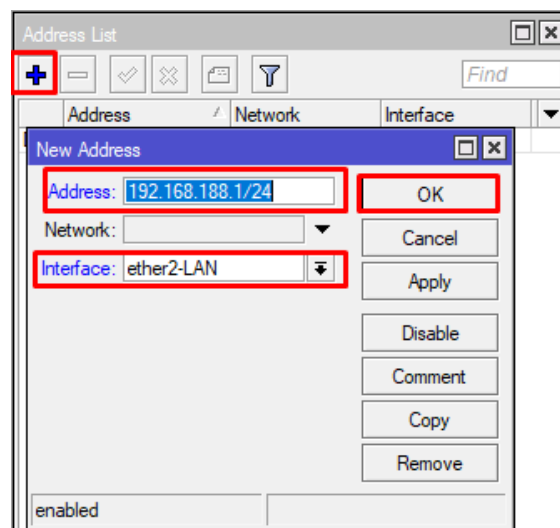 Address List
Find
Address Network Interface
New Address
Address: 192.168.188.1/24
OK
Network:
Cancel
Interface: ether2-LAN
Apply
Disable
Comment
Copy
Remove
enabled